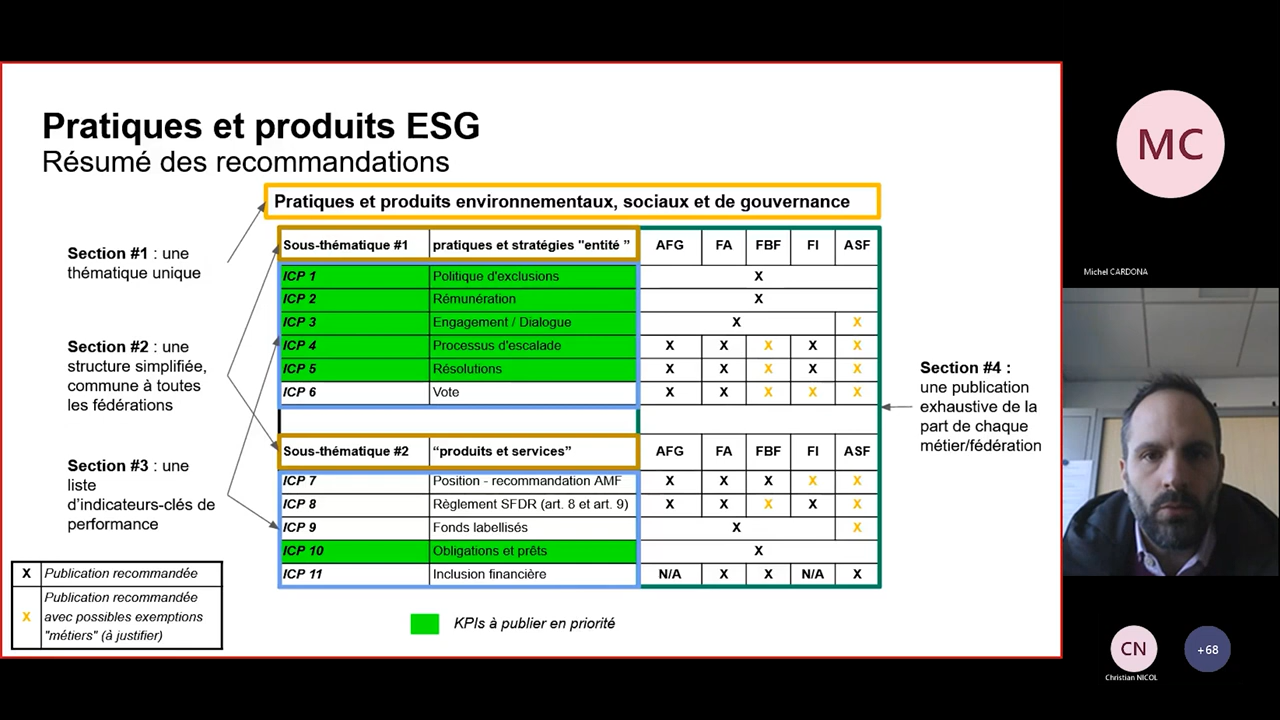 Pratiques et produits ESG
Résumé des recommandations
Pratiques et produits environnementaux, sociaux et de gouvernance
Section #1 : une
thématique unique
Section #2 : une
structure simplifiée,
commune à toutes
les fédérations
Section #3 : une
liste
d'indicateurs-clés de
performance
Sous-thématique #1 pratiques et stratégies "entité ” AFG FA FBF FI ASF
ICP 1 Politique d'exclusions X
ICP 2 Rémunération X
ICP 3 Engagement / Dialogue X X
ICP 4 Processus d'escalade X X X X X
ICP 5 Résolutions X X X X X
ICP 6 Vote X X X X X
Sous-thématique #2 “produits et services” AFG FA FBF FI ASF
ICP 7 Position - recommandation AMF X X X X X
ICP 8 Règlement SFDR (art. 8 et art. 9) X X X X X
ICP 9 Fonds labellisés X X
ICP 10 Obligations et prêts X
ICP 11 Inclusion financière N/A X X N/A X
Section #4 :
une publication
exhaustive de la
part de chaque
métier/fédération
X Publication recommandée
X Publication recommandée
avec possibles exemptions
"métiers" (à justifier)
KPIs à publier en priorité
MC
Michel CARDONA
CN
Christian NICOL
+68